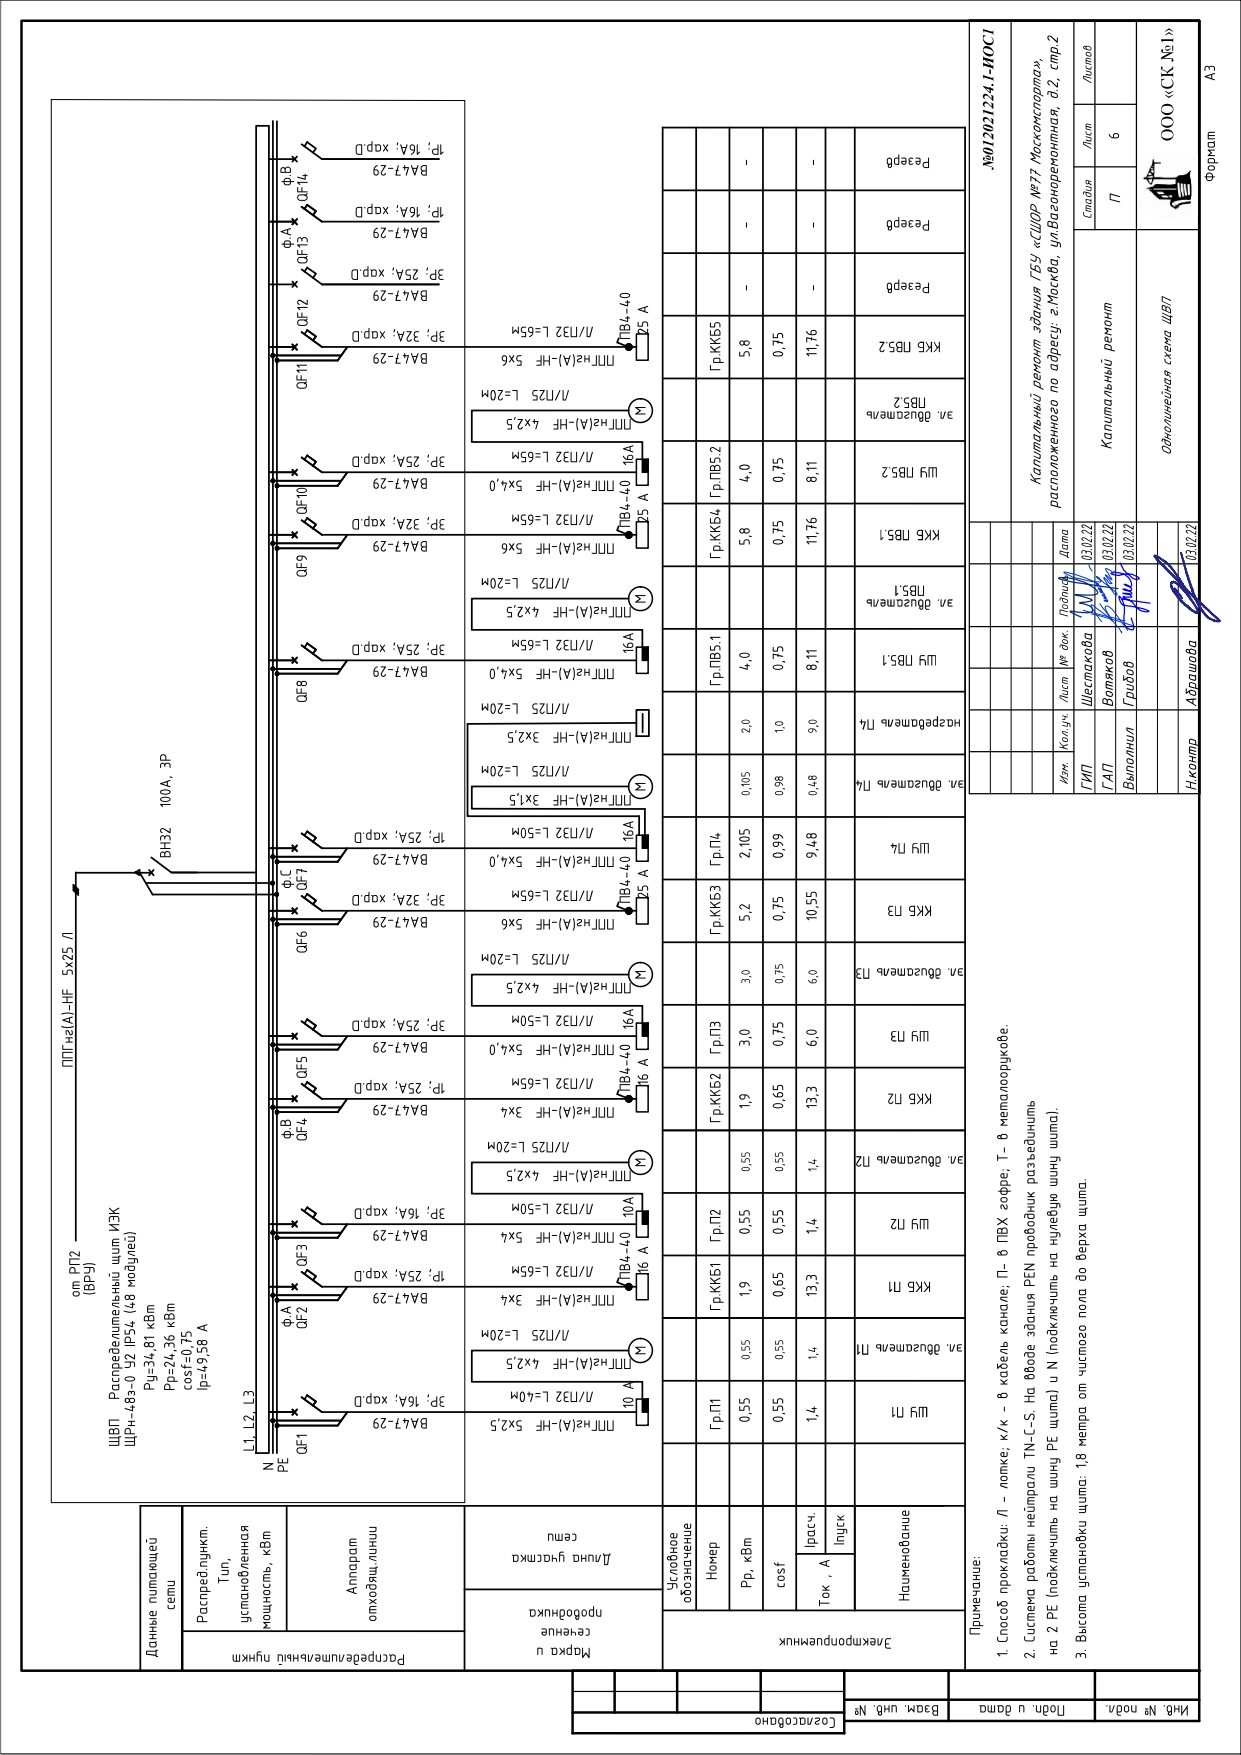 от РП2
(ВРУ)
ППГнг(А)-HF 5x25 Л
ВН32 100А, 3Р
ЩВП Распределительный щит ИЭК
ЩРн-48з-0 У2 IP54 (48 модулей)
Ру=34,81 кВт
Рр=24,36 кВт
cosf=0,75
Iр=49,58 А
L1, L2, L3
N
PE
QF1
ВА47-29
3Р; 16А; хар.D
ф.А
QF2
ВА47-29
1Р; 25А; хар.D
QF3
ВА47-29
3Р; 16А; хар.D
ф.В
QF4
ВА47-29
1Р; 25А; хар.D
QF5
ВА47-29
3Р; 25А; хар.D
QF6
ВА47-29
3Р; 32А; хар.D
ф.С
QF7
ВА47-29
1Р; 25А; хар.D
QF8
ВА47-29
3Р; 25А; хар.D
QF9
ВА47-29
3Р; 32А; хар.D
QF10
ВА47-29
3Р; 25А; хар.D
QF11
ВА47-29
3Р; 32А; хар.D
QF12
ВА47-29
3Р; 25А; хар.D
ф.А
QF13
ВА47-29
1Р; 16А; хар.D
ф.В
QF14
ВА47-29
1Р; 16А; хар.D
ППГнг(А)-HF 5x2,5
Л/П32 L=40м
10 А
ППГнг(А)-HF 4x2,5
Л/П25 L=20м
М
ППГнг(А)-HF 3x4
Л/П32 L=65м
ПВ4-40
16 А
ППГнг(А)-HF 5x4
Л/П32 L=50м
10А
ППГнг(А)-HF 4x2,5
Л/П25 L=20м
М
ППГнг(А)-HF 3x4
Л/П32 L=65м
ПВ4-40
16 А
ППГнг(А)-HF 5x4,0
Л/П32 L=50м
16А
ППГнг(А)-HF 4x2,5
Л/П25 L=20м
М
ППГнг(А)-HF 5x6
Л/П32 L=65м
ПВ4-40
25 А
ППГнг(А)-HF 5x4,0
Л/П32 L=50м
16А
ППГнг(А)-HF 3x1,5
Л/П25 L=20м
М
ППГнг(А)-HF 3x2,5
Л/П25 L=20м
ППГнг(А)-HF 5x4,0
Л/П32 L=65м
16А
ППГнг(А)-HF 4x2,5
Л/П25 L=20м
М
ППГнг(А)-HF 5x6
Л/П32 L=65м
ПВ4-40
25 А
ППГнг(А)-HF 5x4,0
Л/П32 L=65м
16А
ППГнг(А)-HF 4x2,5
Л/П25 L=20м
М
ППГнг(А)-HF 5x6
Л/П32 L=65м
ПВ4-40
25 А
Данные питающей
сети
Распределительный пункт
Распред.пункт.
Тип,
установленная
мощность, кВт
Аппарат
отходящ.линии
Марка и
сечение
проводника
Длина участка
сети
Электроприемник
Условное
обозначение
Номер Гр.П1 Гр.ККБ1 Гр.П2 Гр.ККБ2 Гр.П3 Гр.ККБ3 Гр.П4 Гр.ПВ5.1 Гр.ККБ4 Гр.ПВ5.2 Гр.ККБ5
Рр, кВт 0,55 0,55 1,9 0,55 0,55 1,9 3,0 3,0 5,2 2,105 0,105 2,0 4,0 5,8 4,0 5,8 - - -
cosf 0,55 0,55 0,65 0,55 0,55 0,65 0,75 0,75 0,75 0,99 0,98 1,0 0,75 0,75 0,75 0,75
Ток , А
Iрасч. 1,4 1,4 13,3 1,4 1,4 13,3 6,0 6,0 10,55 9,48 0,48 9,0 8,11 11,76 8,11 11,76 - - -
Iпуск
Наименование
ШУ П1
эл. двигатель П1
ККБ П1
ШУ П2
эл. двигатель П2
ККБ П2
ШУ П3
эл. двигатель П3
ККБ П3
ШУ П4
эл. двигатель П4
нагреватель П4
ШУ ПВ5.1
эл. двигатель
ПВ5.1
ККБ ПВ5.1
ШУ ПВ5.2
эл. двигатель
ПВ5.2
ККБ ПВ5.2
Резерв
Резерв
Резерв
Примечание:
1. Способ прокладки: Л - лотке; к/к - в кабель канале; П- в ПВХ гофре; Т- в металоорукове.
2. Система работы нейтрали TN-C-S. На вводе здания PEN проводник разъединить
на 2 РЕ (подключить на шину РЕ щита) и N (подключить на нулевую шину щита).
3. Высота установки щита: 1,8 метра от чистого пола до верха щита.
№012021224.1-ИОС1
Капитальный ремонт здания ГБУ «СШОР №77 Москомспорта»,
расположенного по адресу: г.Москва, ул.Вагоноремонтная, д.2, стр.2
Изм. Кол.уч. Лист № док. Подпись Дата
ГИП Шестакова 03.02.22
ГАП Вотяков 03.02.22
Выполнил Грибов 03.02.22
Н.контр Абрашова 03.02.22
Капитальный ремонт
Стадия Лист Листов
П 6
Однолинейная схема ЩВП
ООО «СК №1»
Формат А3
Согласовано
Взам. инв. №
Подп. и дата
Инв. № подл.